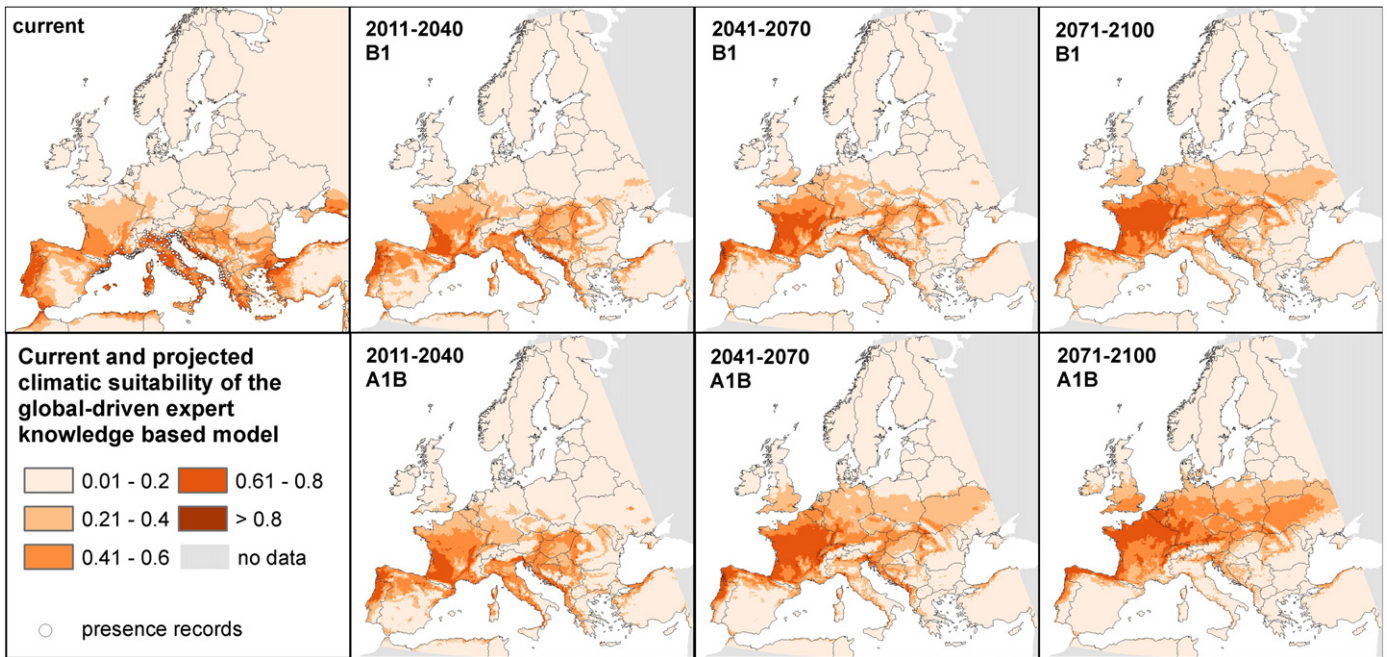 current
2011-2040
B1
2041-2070
B1
2071-2100
B1
Current and projected
climatic suitability of the
global-driven expert
knowledge based model
0.01 - 0.2
0.61 - 0.8
0.21 - 0.4
> 0.8
0.41 - 0.6
no data
presence records
2011-2040
A1B
2041-2070
A1B
2071-2100
A1B